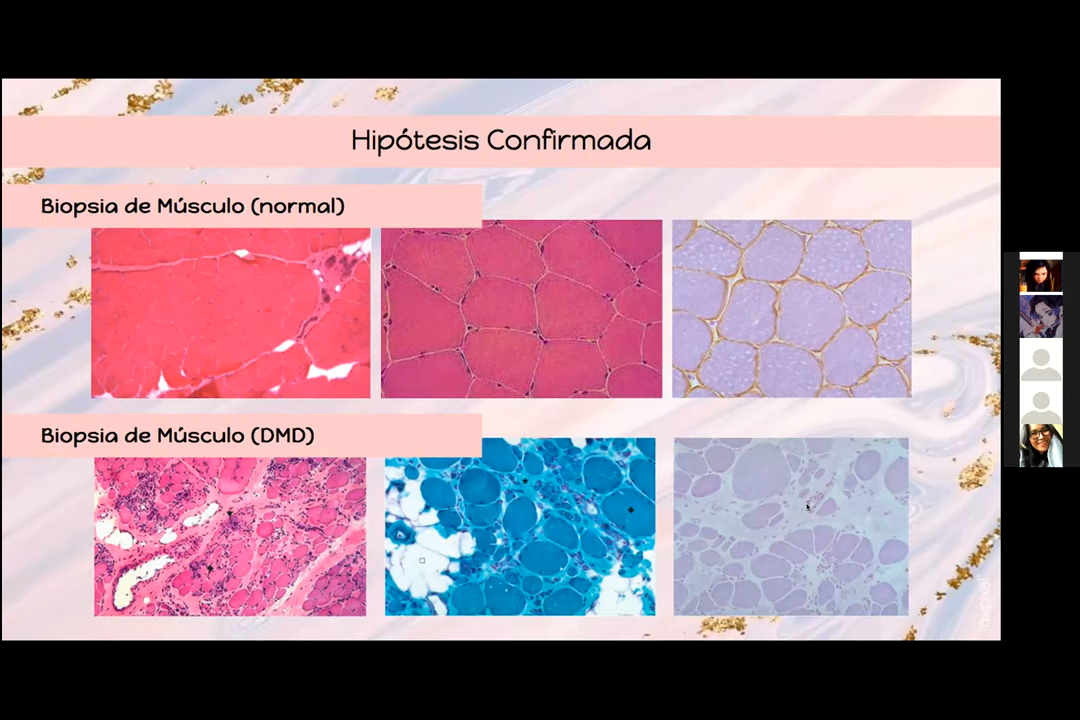 Hipótesis Confirmada
Biopsia de Músculo (normal)
Biopsia de Músculo (DMD)